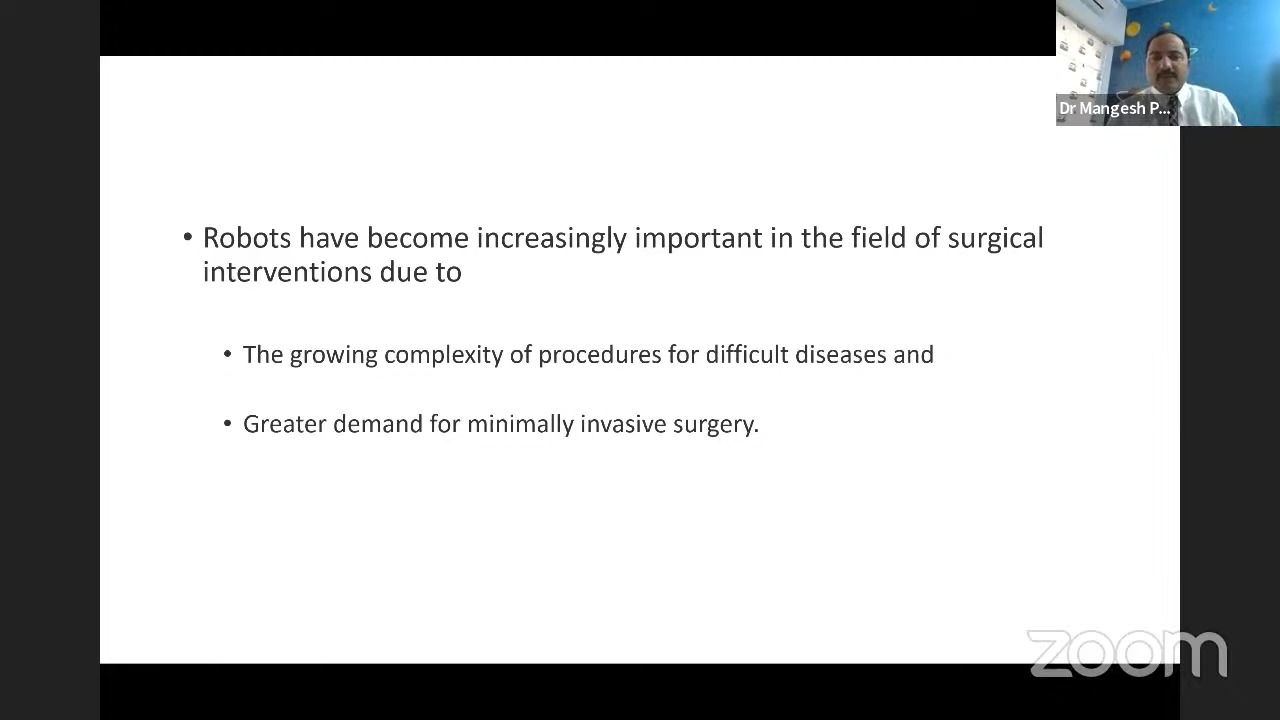 Dr Mangesh P...
• Robots have become increasingly important in the field of surgical
interventions due to
• The growing complexity of procedures for difficult diseases and
• Greater demand for minimally invasive surgery.
zoom